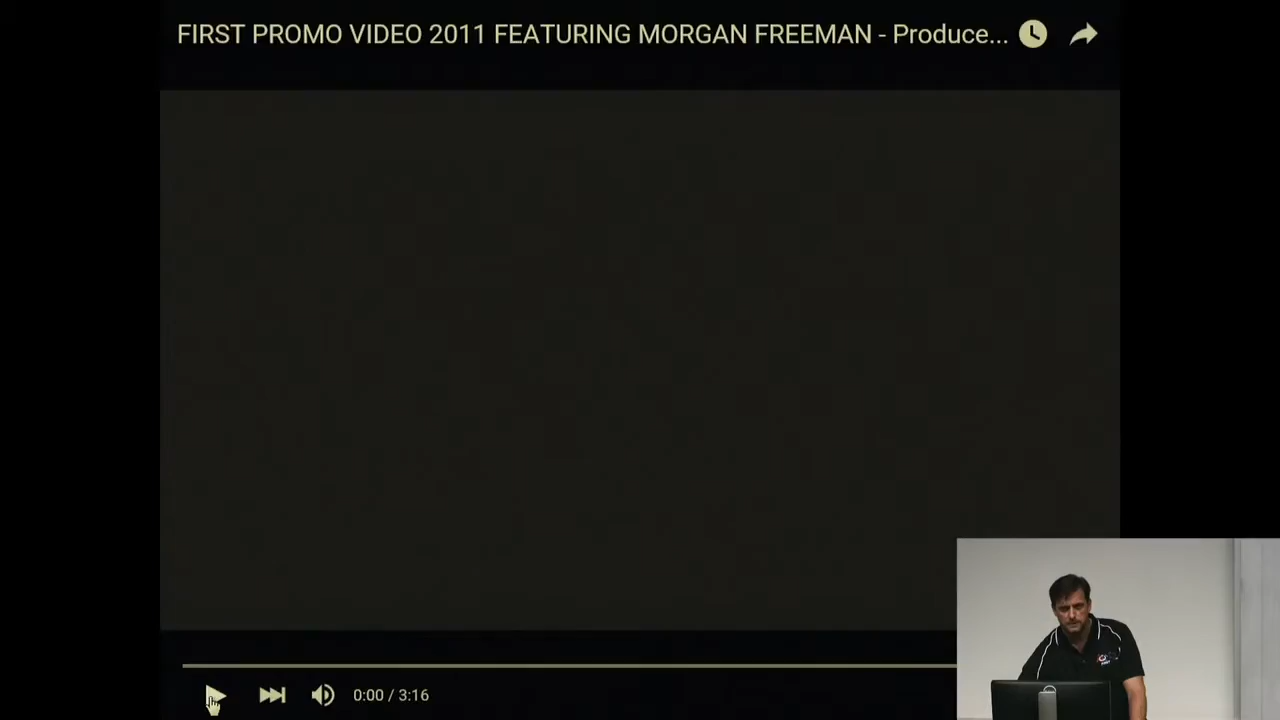 FIRST PROMO VIDEO 2011 FEATURING MORGAN FREEMAN - Produce...
0:00 / 3:16